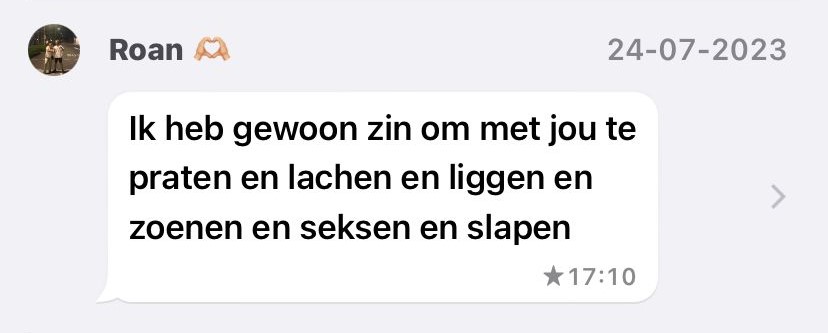 Roan 🫶🏼 24-07-2023
Ik heb gewoon zin om met jou te
praten en lachen en liggen en
zoenen en seksen en slapen
★17:10